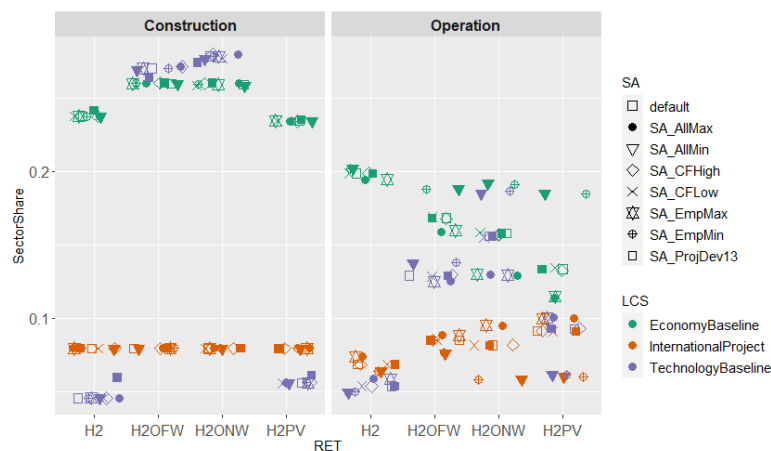 Construction
Operation
SectorShare
0.2
0.1
H2
H2OFW
H2ONW
H2PV
H2
H2OFW
H2ONW
H2PV
RET
SA
default
SA_AllMax
SA_AllMin
SA_CFHigh
SA_CFLow
SA_EmpMax
SA_EmpMin
SA_ProjDev13
LCS
EconomyBaseline
InternationalProject
TechnologyBaseline